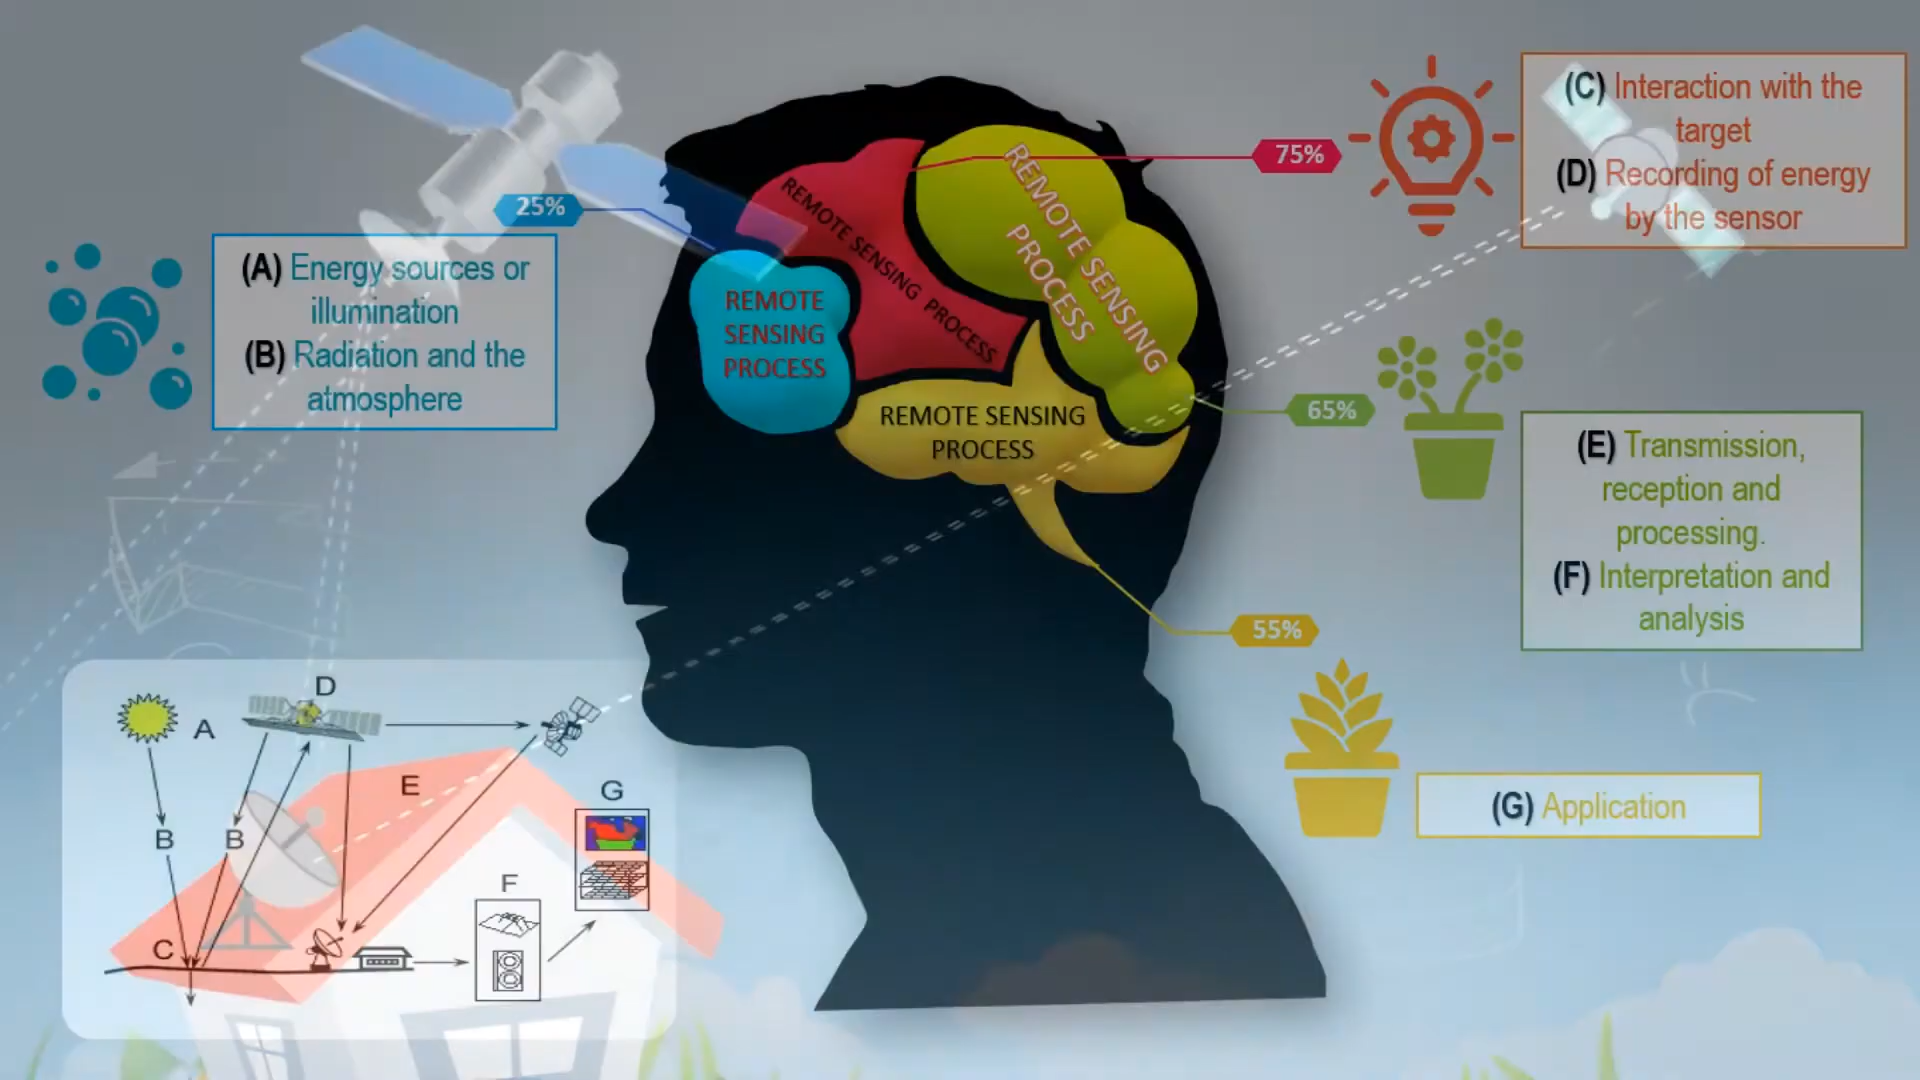 25%
(A) Energy sources or
illumination
(B) Radiation and the
atmosphere
REMOTE
SENSING
PROCESS
REMOTE SENSING PROCESS
REMOTE SENSING
PROCESS
REMOTE SENSING
PROCESS
75%
(C) Interaction with the
target
(D) Recording of energy
by the sensor
65%
(E) Transmission,
reception and
processing.
(F) Interpretation and
analysis
55%
(G) Application
D
A
E
G
B
B
F
C